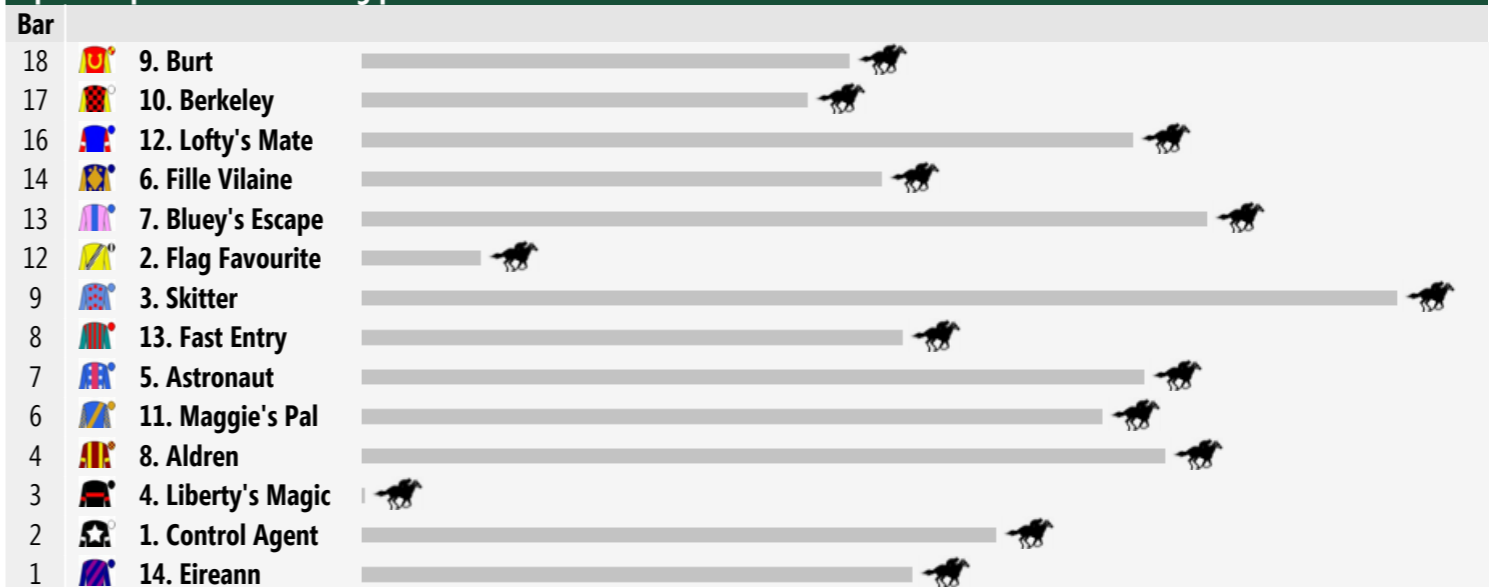 Bar
18 9. Burt
17 10. Berkeley
16 12. Lofty's Mate
14 6. Fille Vilaine
13 7. Bluey's Escape
12 2. Flag Favourite
9 3. Skitter
8 13. Fast Entry
7 5. Astronaut
6 11. Maggie's Pal
4 8. Aldren
3 4. Liberty's Magic
2 1. Control Agent
1 14. Eireann